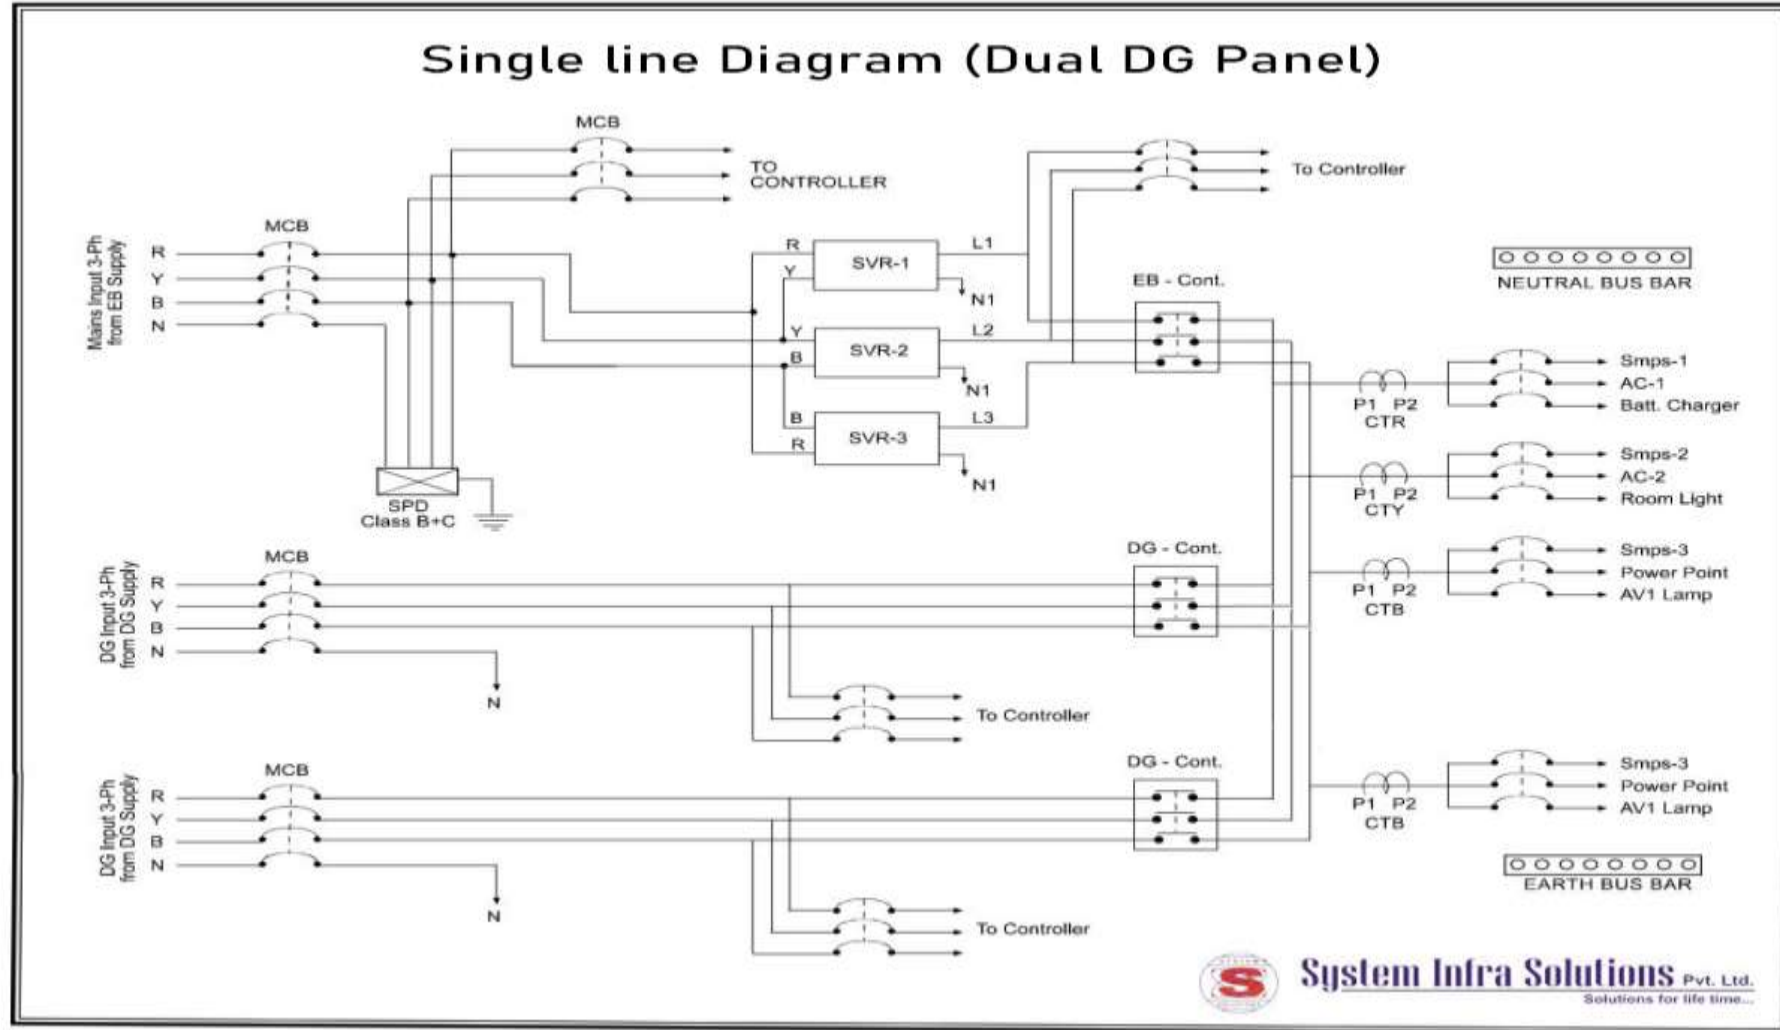 Single line Diagram (Dual DG Panel)
MCB
TO
CONTROLLER
To Controller
MCB
Mains Input 3-Ph
from EB Supply
R
Y
B
N
R
Y
SVR-1
L1
N1
Y
B
SVR-2
L2
N1
B
R
SVR-3
L3
N1
EB - Cont.
NEUTRAL BUS BAR
P1 P2
CTR
Smps-1
AC-1
Batt. Charger
P1 P2
CTY
Smps-2
AC-2
Room Light
SPD
Class B+C
MCB
DG Input 3-Ph
from DG Supply
R
Y
B
N
N
DG - Cont.
To Controller
P1 P2
CTB
Smps-3
Power Point
AV1 Lamp
MCB
DG Input 3-Ph
from DG Supply
R
Y
B
N
N
DG - Cont.
To Controller
P1 P2
CTB
Smps-3
Power Point
AV1 Lamp
EARTH BUS BAR
S
System Infra Solutions Pvt. Ltd.
Solutions for life time...